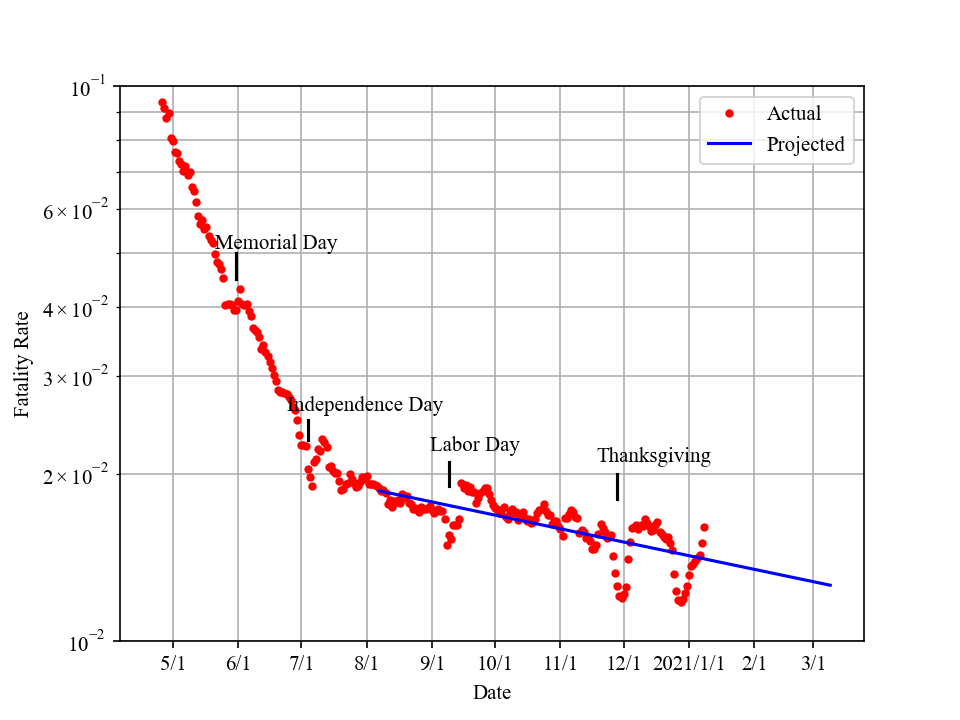 10⁻¹
Actual
Projected
6 × 10⁻²
Memorial Day
4 × 10⁻²
3 × 10⁻²
Independence Day
Labor Day
Thanksgiving
2 × 10⁻²
10⁻²
Fatality Rate
5/1 6/1 7/1 8/1 9/1 10/1 11/1 12/1 2021/1/1 2/1 3/1
Date